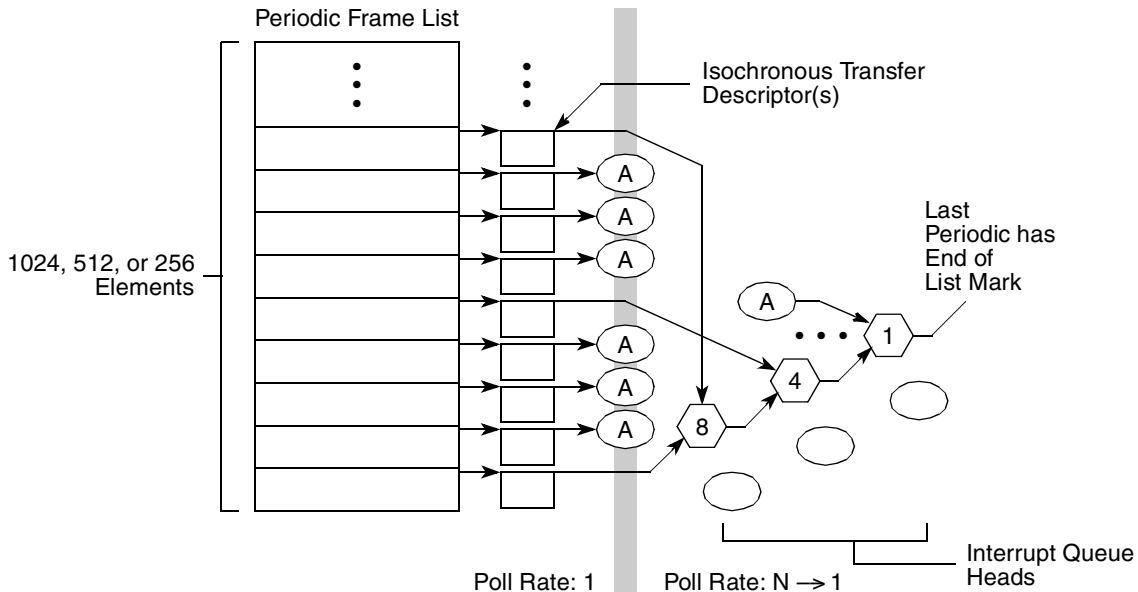 Periodic Frame List
Isochronous Transfer
Descriptor(s)
A
A
A
Last
Periodic has
End of
List Mark
1024, 512, or 256
Elements
A
1
A
4
A
A
8
Poll Rate: 1
Poll Rate: N → 1
Interrupt Queue
Heads